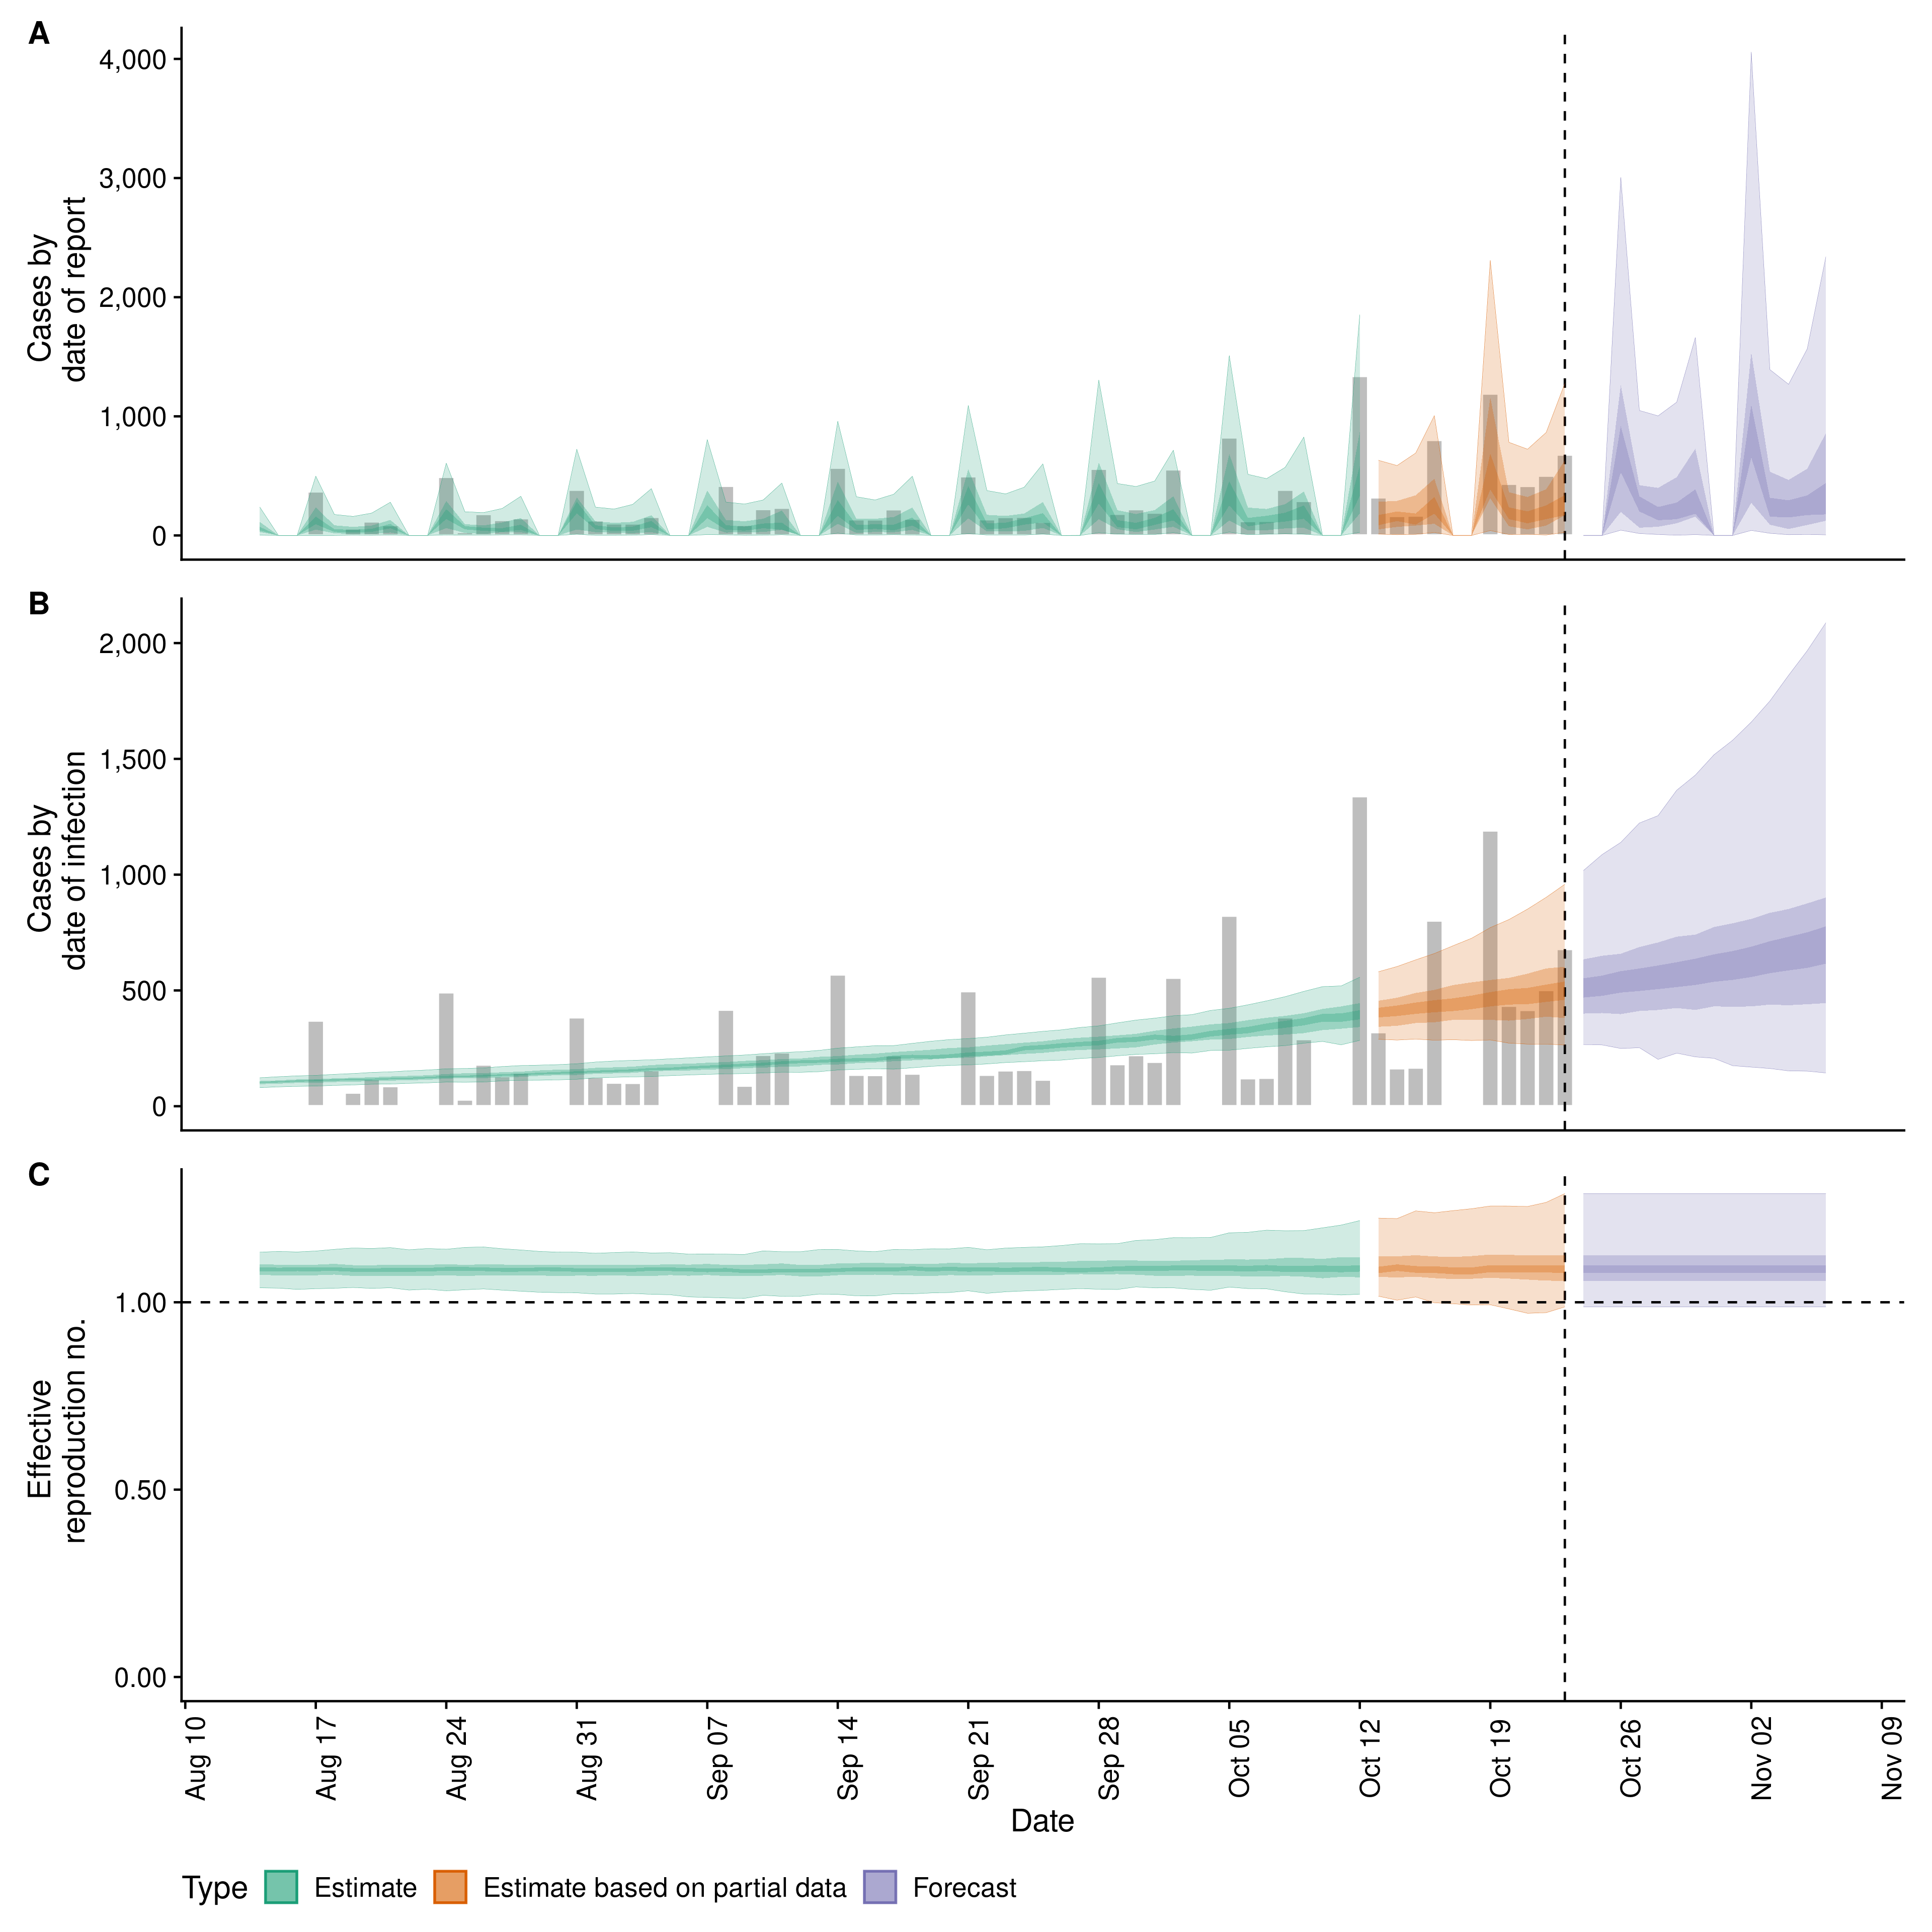 A
Cases by
date of report
4,000
3,000
2,000
1,000
0
B
Cases by
date of infection
2,000
1,500
1,000
500
0
C
Effective
reproduction no.
1.00
0.50
0.00
Aug 10
Aug 17
Aug 24
Aug 31
Sep 07
Sep 14
Sep 21
Sep 28
Oct 05
Oct 12
Oct 19
Oct 26
Nov 02
Nov 09
Date
Type Estimate Estimate based on partial data Forecast